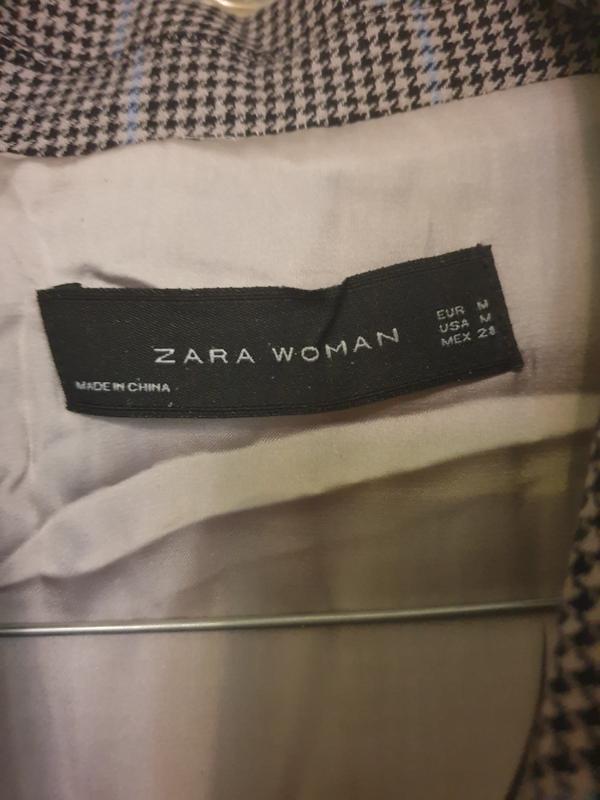 ZARA WOMAN
MADE IN CHINA
EUR M
USA M
MEX 28